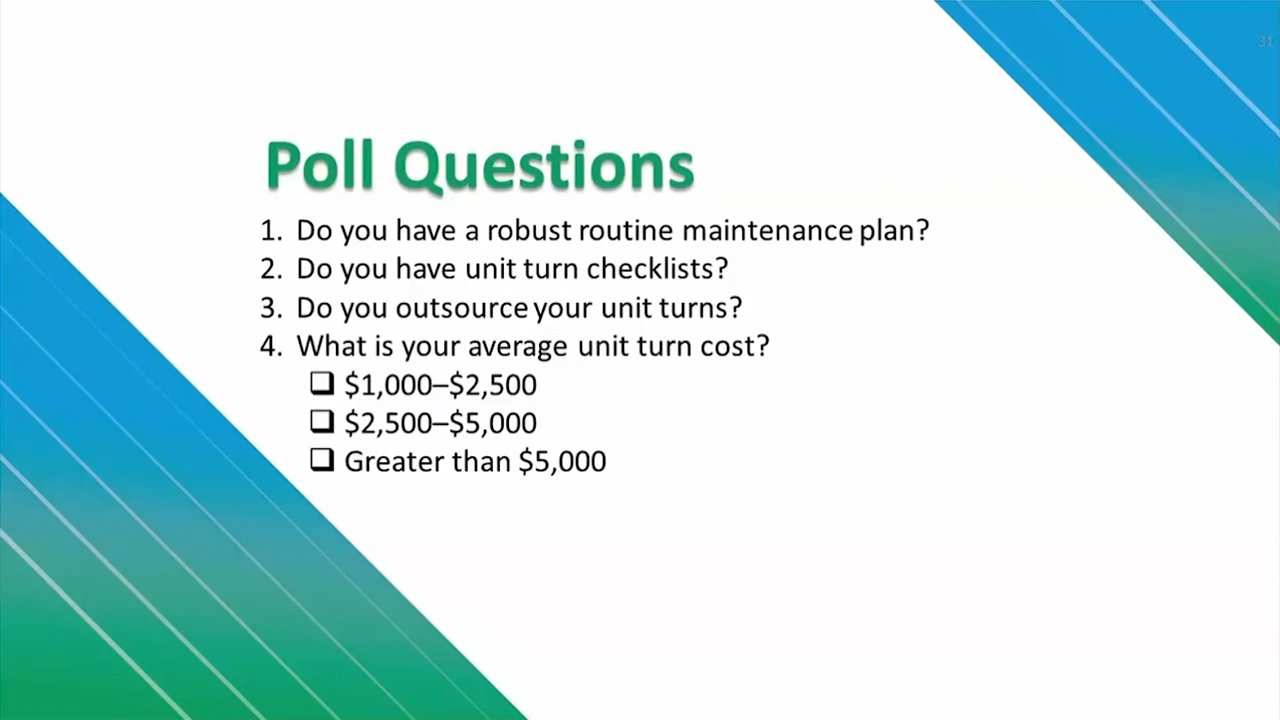 31
Poll Questions
1. Do you have a robust routine maintenance plan?
2. Do you have unit turn checklists?
3. Do you outsource your unit turns?
4. What is your average unit turn cost?
❑ $1,000–$2,500
❑ $2,500–$5,000
❑ Greater than $5,000